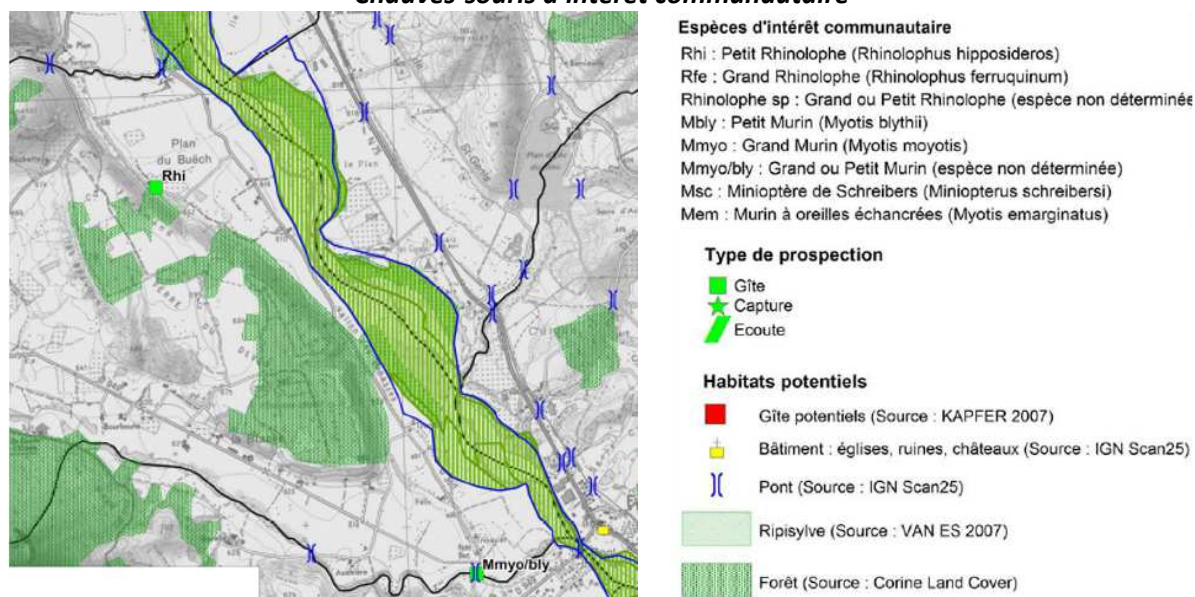 Chauves-souris d'intérêt communautaire
Plan
du Buëch
Rhi
le Plan
Mmyo/bly
Espèces d'intérêt communautaire
Rhi : Petit Rhinolophe (Rhinolophus hipposideros)
Rfe : Grand Rhinolophe (Rhinolophus ferruquinum)
Rhinolophe sp : Grand ou Petit Rhinolophe (espèce non déterminée
Mbly : Petit Murin (Myotis blythii)
Mmyo : Grand Murin (Myotis moyotis)
Mmyo/bly : Grand ou Petit Murin (espèce non déterminée)
Msc : Minioptère de Schreibers (Miniopterus schreibersi)
Mem : Murin à oreilles échancrées (Myotis emarginatus)
Type de prospection
Gîte
Capture
Ecoute
Habitats potentiels
Gîte potentiels (Source : KAPFER 2007)
Bâtiment : églises, ruines, châteaux (Source : IGN Scan25)
Pont (Source : IGN Scan25)
Ripisylve (Source : VAN ES 2007)
Forêt (Source : Corine Land Cover)